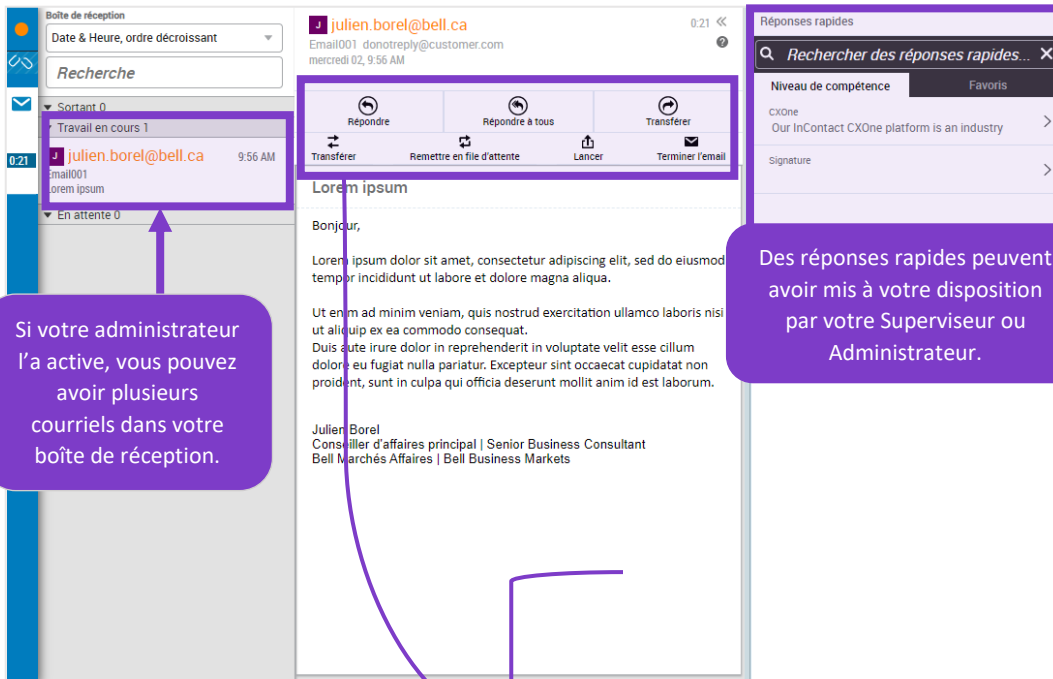 Boîte de réception
Date & Heure, ordre décroissant
Recherche
Sortant 0
Travail en cours 1
J julien.borel@bell.ca 9:56 AM
Email001
Lorem ipsum
En attente 0
0:21
Si votre administrateur
l’a active, vous pouvez
avoir plusieurs
courriels dans votre
boîte de réception.
J julien.borel@bell.ca 0:21
Email001 donotreply@customer.com
mercredi 02, 9:56 AM
Répondre Répondre à tous Transférer
Transférer Remettre en file d'attente Lancer Terminer l'email
Lorem ipsum
Bonjour,
Lorem ipsum dolor sit amet, consectetur adipiscing elit, sed do eiusmod
tempor incididunt ut labore et dolore magna aliqua.
Ut enim ad minim veniam, quis nostrud exercitation ullamco laboris nisi
ut aliquip ex ea commodo consequat.
Duis aute irure dolor in reprehenderit in voluptate velit esse cillum
dolore eu fugiat nulla pariatur. Excepteur sint occaecat cupidatat non
proident, sunt in culpa qui officia deserunt mollit anim id est laborum.
Julien Borel
Conseiller d'affaires principal | Senior Business Consultant
Bell Marchés Affaires | Bell Business Markets
Réponses rapides
Rechercher des réponses rapides...
Niveau de compétence Favoris
CXOne
Our InContact CXOne platform is an industry
Signature
Des réponses rapides peuvent
avoir mis à votre disposition
par votre Superviseur ou
Administrateur.